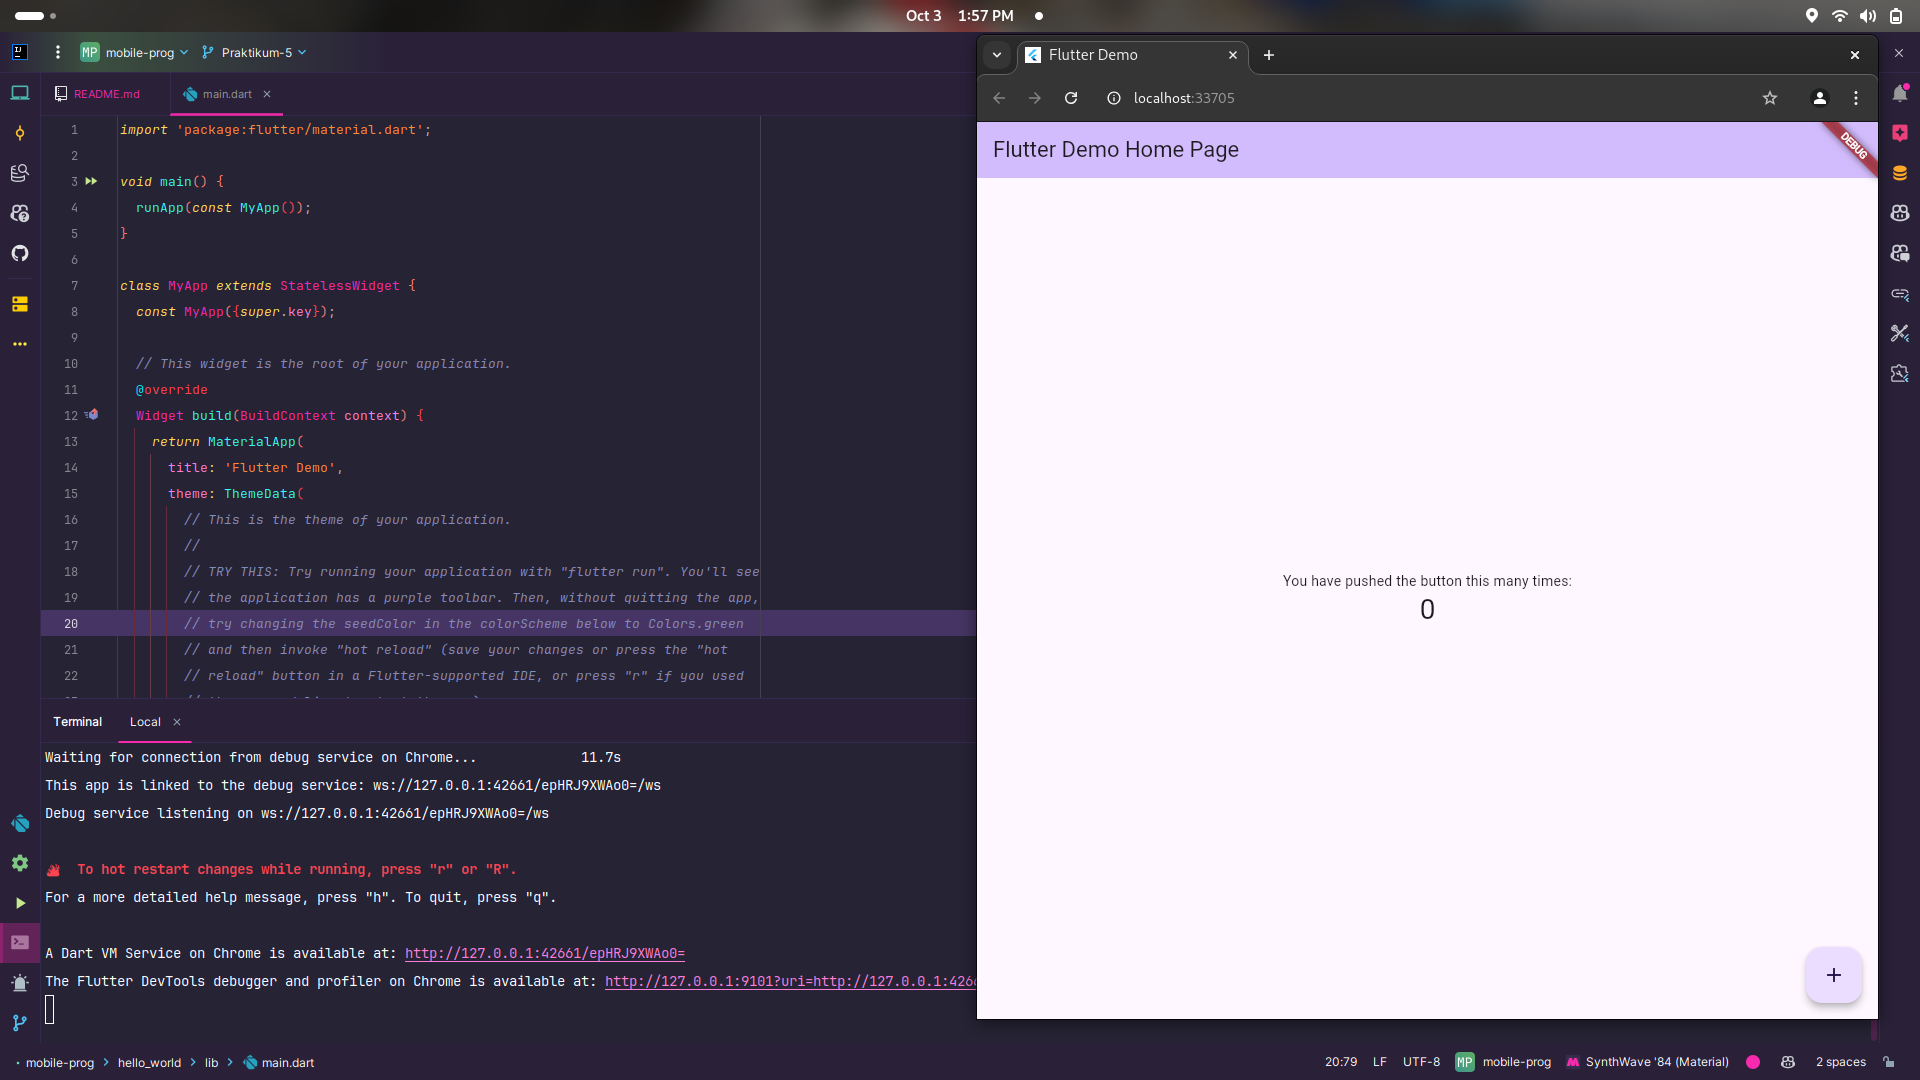 Oct 3 1:57 PM
MP mobile-prog Praktikum-5
README.md main.dart
1 import 'package:flutter/material.dart';
2
3 void main() {
4 runApp(const MyApp());
5 }
6
7 class MyApp extends StatelessWidget {
8 const MyApp({super.key});
9
10 // This widget is the root of your application.
11 @override
12 Widget build(BuildContext context) {
13 return MaterialApp(
14 title: 'Flutter Demo',
15 theme: ThemeData(
16 // This is the theme of your application.
17 //
18 // TRY THIS: Try running your application with "flutter run". You'll see
19 // the application has a purple toolbar. Then, without quitting the app,
20 // try changing the seedColor in the colorScheme below to Colors.green
21 // and then invoke "hot reload" (save your changes or press the "hot
22 // reload" button in a Flutter-supported IDE, or press "r" if you used
Terminal Local
Waiting for connection from debug service on Chrome... 11.7s
This app is linked to the debug service: ws://127.0.0.1:42661/epHRJ9XWAo0=/ws
Debug service listening on ws://127.0.0.1:42661/epHRJ9XWAo0=/ws
To hot restart changes while running, press "r" or "R".
For a more detailed help message, press "h". To quit, press "q".
A Dart VM Service on Chrome is available at: http://127.0.0.1:42661/epHRJ9XWAo0=
The Flutter DevTools debugger and profiler on Chrome is available at: http://127.0.0.1:9101?uri=http://127.0.0.1:426
Flutter Demo
localhost:33705
Flutter Demo Home Page
DEBUG
You have pushed the button this many times:
0
mobile-prog > hello_world > lib > main.dart
20:79 LF UTF-8 MP mobile-prog SynthWave '84 (Material) 2 spaces